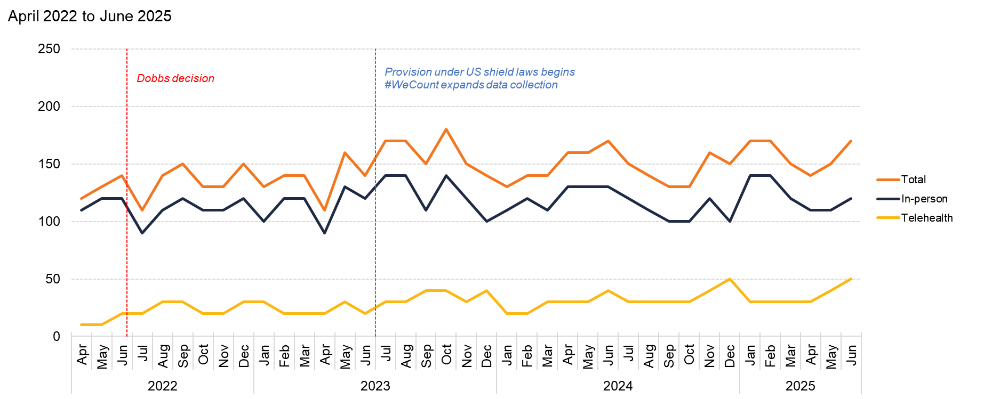 April 2022 to June 2025
250
200
150
100
50
0
Dobbs decision
Provision under US shield laws begins
#WeCount expands data collection
Total
In-person
Telehealth
Apr May Jun Jul Aug Sep Oct Nov Dec Jan Feb Mar Apr May Jun Jul Aug Sep Oct Nov Dec Jan Feb Mar Apr May Jun Jul Aug Sep Oct Nov Dec Jan Feb Mar Apr May Jun
2022 2023 2024 2025